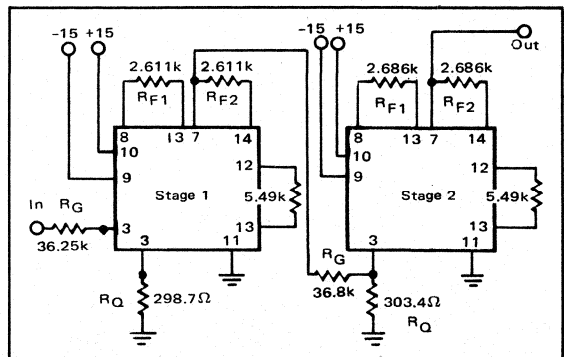 -15 +15
-15 +15
Out
2.611k 2.611k
2.686k 2.686k
RF1 RF2
RF1 RF2
8 13 7 14
8 13 7 14
10
9
12
10
9
12
Stage 1
Stage 2
5.49k
5.49k
In RG
3
13
13
36.25k
3 11
3 11
RG
36.8k
RQ 298.7Ω
303.4Ω
RQ